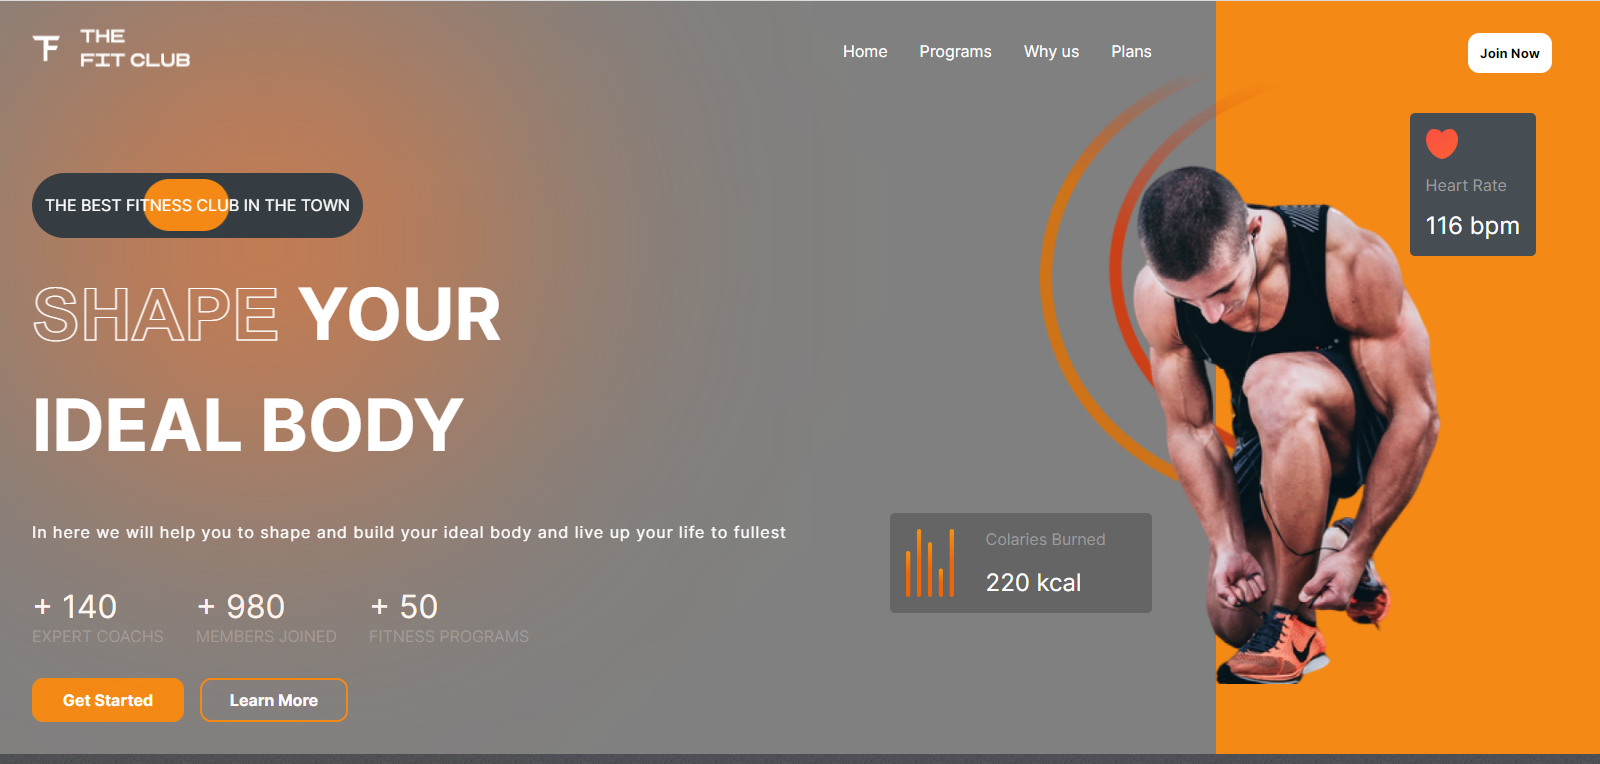 THE
FIT CLUB
Home
Programs
Why us
Plans
Join Now
THE BEST FITNESS CLUB IN THE TOWN
SHAPE YOUR
IDEAL BODY
In here we will help you to shape and build your ideal body and live up your life to fullest
+ 140
EXPERT COACHS
+ 980
MEMBERS JOINED
+ 50
FITNESS PROGRAMS
Get Started
Learn More
Heart Rate
116 bpm
Colaries Burned
220 kcal